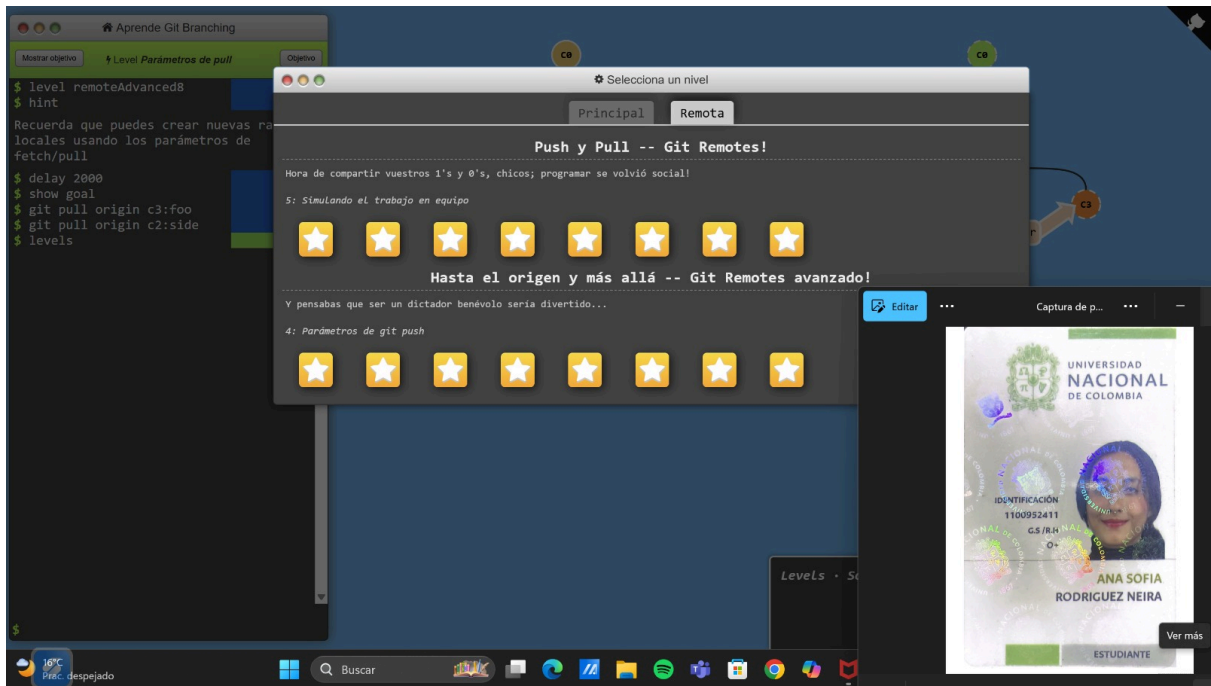 Aprende Git Branching
Mostrar objetivo
Level Parámetros de pull
Objetivo
$ level remoteAdvanced8
$ hint
Recuerda que puedes crear nuevas ra
locales usando los parámetros de
fetch/pull
$ delay 2000
$ show goal
$ git pull origin c3:foo
$ git pull origin c2:side
$ levels
$
c0
c0
c3
Selecciona un nivel
Principal
Remota
Push y Pull -- Git Remotes!
Hora de compartir vuestros 1's y 0's, chicos; programar se volvió social!
5: Simulando el trabajo en equipo
Hasta el origen y más allá -- Git Remotes avanzado!
Y pensabas que ser un dictador benévolo sería divertido...
4: Parámetros de git push
Levels · So
Editar
Captura de p...
UNIVERSIDAD
NACIONAL
DE COLOMBIA
IDENTIFICACIÓN
1100952411
G.S /R.H
O+
ANA SOFIA
RODRIGUEZ NEIRA
ESTUDIANTE
Ver más
16°C
Prac. despejado
Buscar